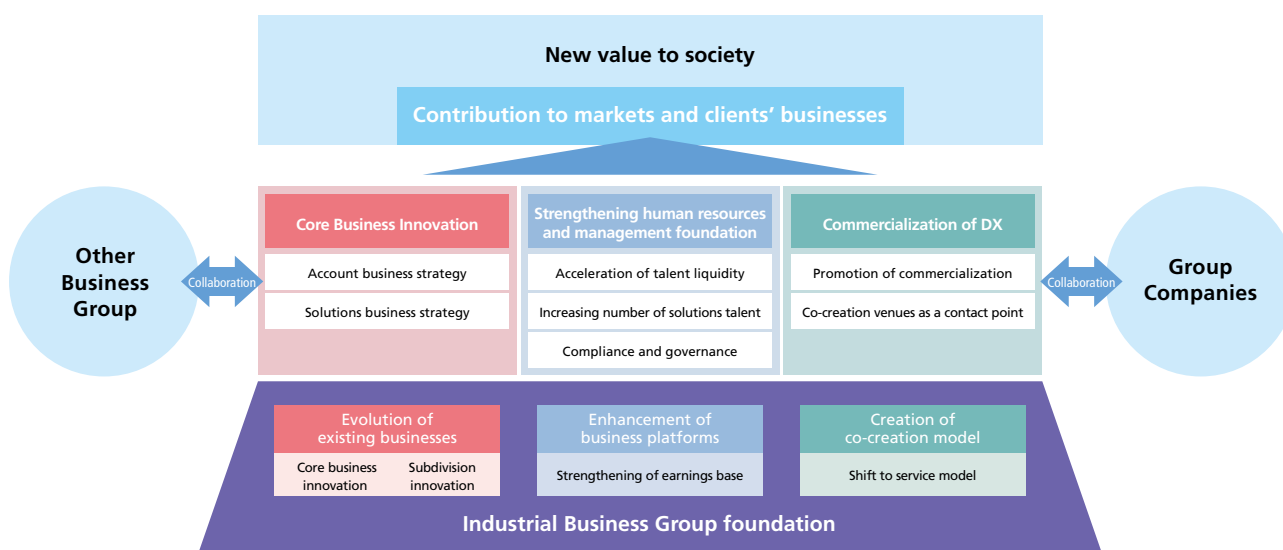 New value to society
Contribution to markets and clients’ businesses
Other
Business
Group
Collaboration
Core Business Innovation
Account business strategy
Solutions business strategy
Strengthening human resources
and management foundation
Acceleration of talent liquidity
Increasing number of solutions talent
Compliance and governance
Commercialization of DX
Promotion of commercialization
Co-creation venues as a contact point
Collaboration
Group
Companies
Evolution of
existing businesses
Core business
innovation
Subdivision
innovation
Enhancement of
business platforms
Strengthening of earnings base
Creation of
co-creation model
Shift to service model
Industrial Business Group foundation